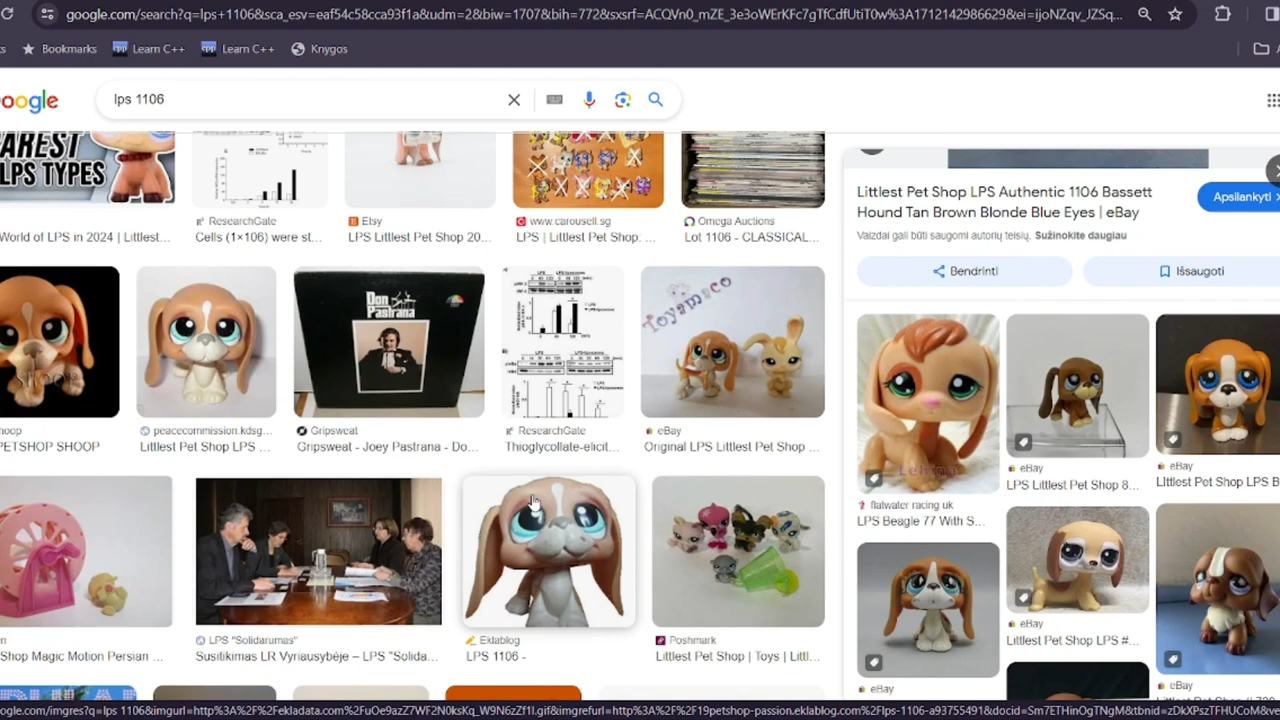 google.com/search?q=lps+1106&sca_esv=eaf54c58cca93f1a&udm=2&biw=1707&bih=772&sxsrf=ACQVn0_mZE_3e3oWErKFc7gTfCdfUtiT0w%3A1712142986629&ei=ijoNZqv_JZSq...
Bookmarks
Learn C++
Learn C++
Knygos
oogle
lps 1106
AREST
LPS TYPES
ResearchGate
Etsy
www.carousell.sg
Omega Auctions
World of LPS in 2024 | Littlest...
Cells (1×106) were st...
LPS Littlest Pet Shop 20...
LPS | Littlest Pet Shop. ...
Lot 1106 - CLASSICAL...
Littlest Pet Shop LPS Authentic 1106 Bassett
Hound Tan Brown Blonde Blue Eyes | eBay
Apsilankyti
Vaizdai gali būti saugomi autorių teisių. Sužinokite daugiau
Bendrinti
Išsaugoti
SHOOP
Don
Pastrana
Toyameco
hoop
peacecommission.kdsg...
Gripsweat
ResearchGate
eBay
PETSHOP SHOOP
Littlest Pet Shop LPS ...
Gripsweat - Joey Pastrana - Do...
Thioglycollate-elicit...
Original LPS Littlest Pet Shop ...
flatwater racing uk
LPS Beagle 77 With S...
eBay
LPS Littlest Pet Shop 8...
eBay
Littlest Pet Shop LPS B
LPS "Solidarumas"
Eklablog
Poshmark
Shop Magic Motion Persian ...
Susitikimas LR Vyriausybėje – LPS "Solida...
LPS 1106 -
Littlest Pet Shop | Toys | Littl...
eBay
Littlest Pet Shop LPS #...
eBay
eBay
ogle.com/imgres?q=lps 1106&imgurl=http%3A%2F%2Fekladata.com%2FuOe9azZ7WF2N0ksKq_W9N6zZf1I.gif&imgrefurl=http%3A%2F%2F19petshop-passion.eklablog.com%2Flps-1106-a93755491&docid=Sm7ETHinOgTNgM&tbnid=zDkXPszTFHUCoM&ve